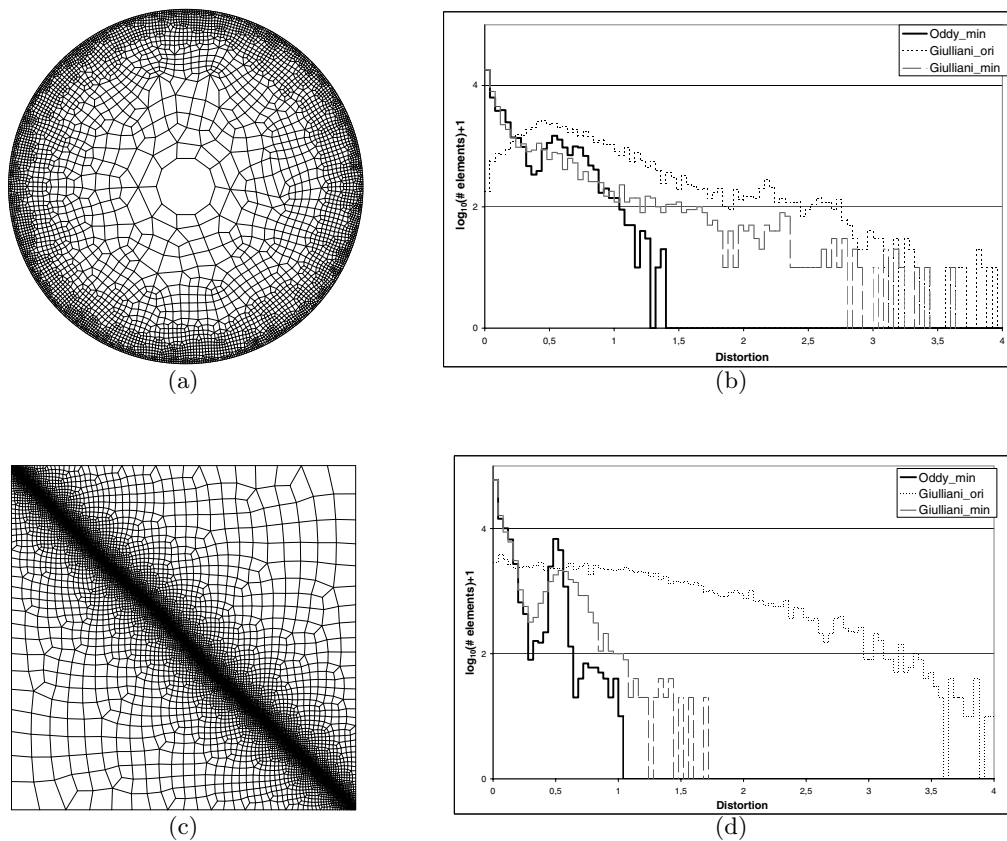 (a)
Oddy_min
Giulliani_ori
Giulliani_min
log10(# elements)+1
4
2
0
0 0,5 1 1,5 2 2,5 3 3,5 4
Distortion
(b)
(c)
Oddy_min
Giulliani_ori
Giulliani_min
log10(# elements)+1
4
2
0
0 0,5 1 1,5 2 2,5 3 3,5 4
Distortion
(d)